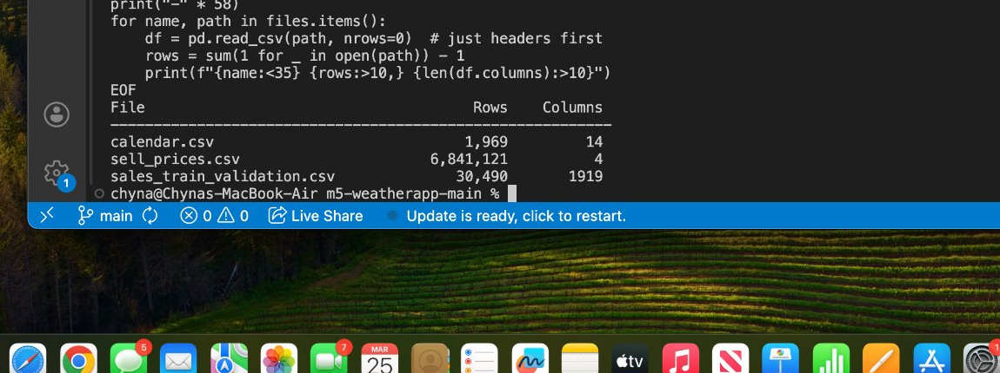 print("-" * 58)
for name, path in files.items():
    df = pd.read_csv(path, nrows=0)  # just headers first
    rows = sum(1 for _ in open(path)) - 1
    print(f"{name:<35} {rows:>10,} {len(df.columns):>10}")
EOF
File Rows Columns
----------------------------------------------------------
calendar.csv 1,969 14
sell_prices.csv 6,841,121 4
sales_train_validation.csv 30,490 1919
chyna@Chynas-MacBook-Air m5-weatherapp-main %
1
main 0 0 Live Share Update is ready, click to restart.
5
7
MAR
25
tv
1